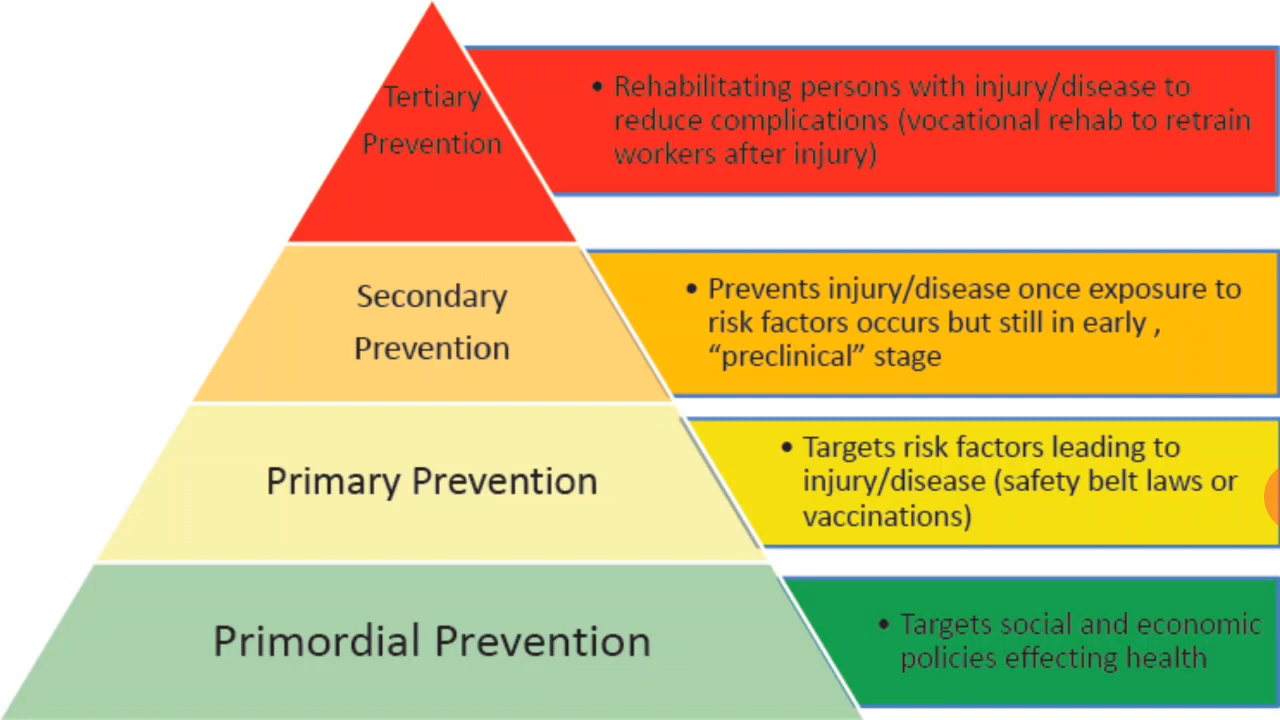 Tertiary
Prevention
• Rehabilitating persons with injury/disease to
reduce complications (vocational rehab to retrain
workers after injury)
Secondary
Prevention
• Prevents injury/disease once exposure to
risk factors occurs but still in early ,
“preclinical” stage
Primary Prevention
• Targets risk factors leading to
injury/disease (safety belt laws or
vaccinations)
Primordial Prevention
• Targets social and economic
policies effecting health